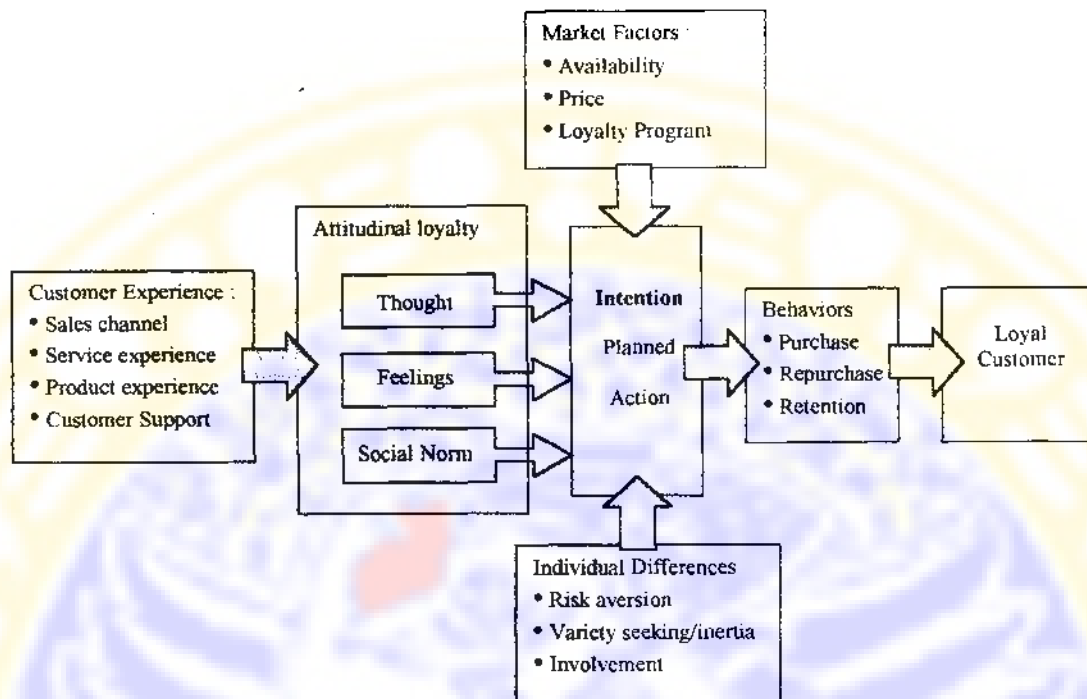 Market Factors :
• Availability
• Price
• Loyalty Program
Attitudinal loyalty
Customer Experience :
• Sales channel
• Service experience
• Product experience
• Customer Support
Thought
Feelings
Social Norm
Intention
Planned
Action
Behaviors
• Purchase
• Repurchase
• Retention
Loyal
Customer
Individual Differences
• Risk aversion
• Variety seeking/inertia
• Involvement